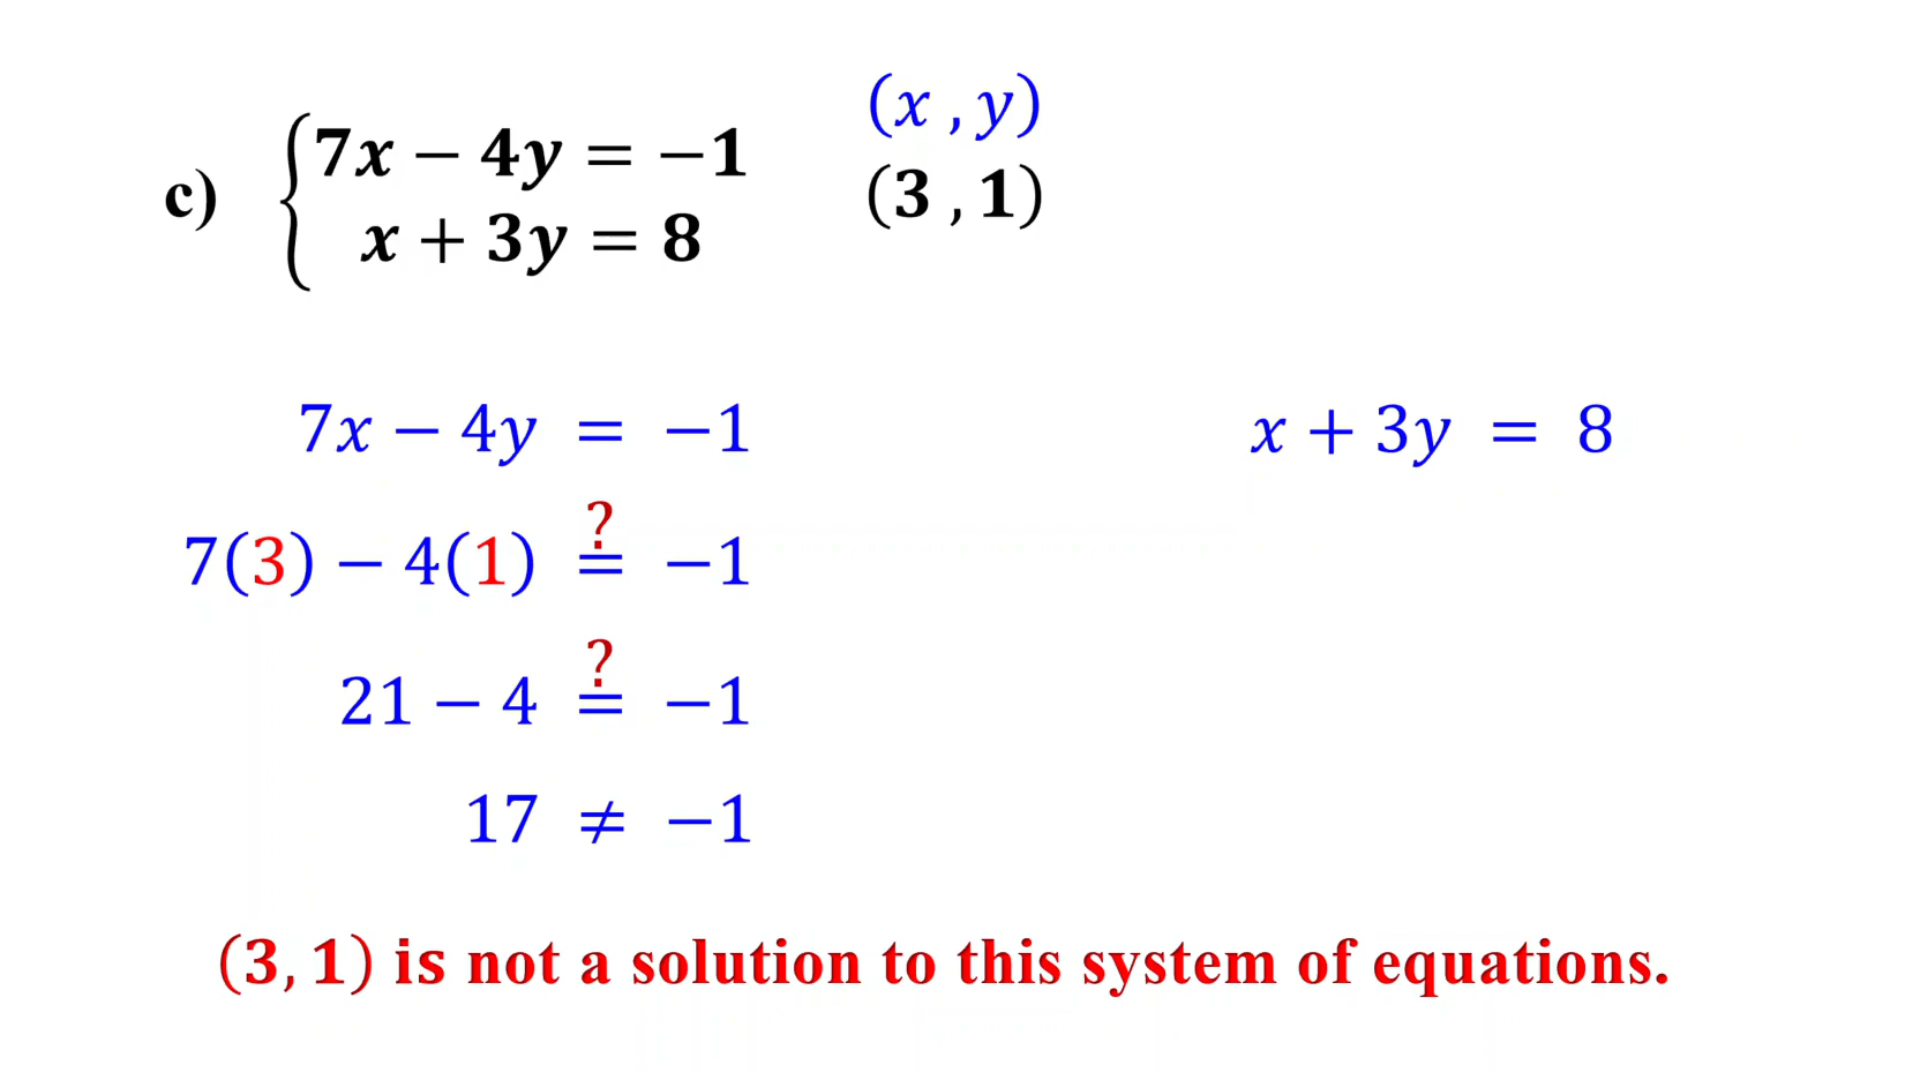 c) {7x − 4y = −1
x + 3y = 8
(x , y)
(3 , 1)
7x − 4y = −1
7(3) − 4(1) ≟ −1
21 − 4 ≟ −1
17 ≠ −1
x + 3y = 8
(3, 1) is not a solution to this system of equations.